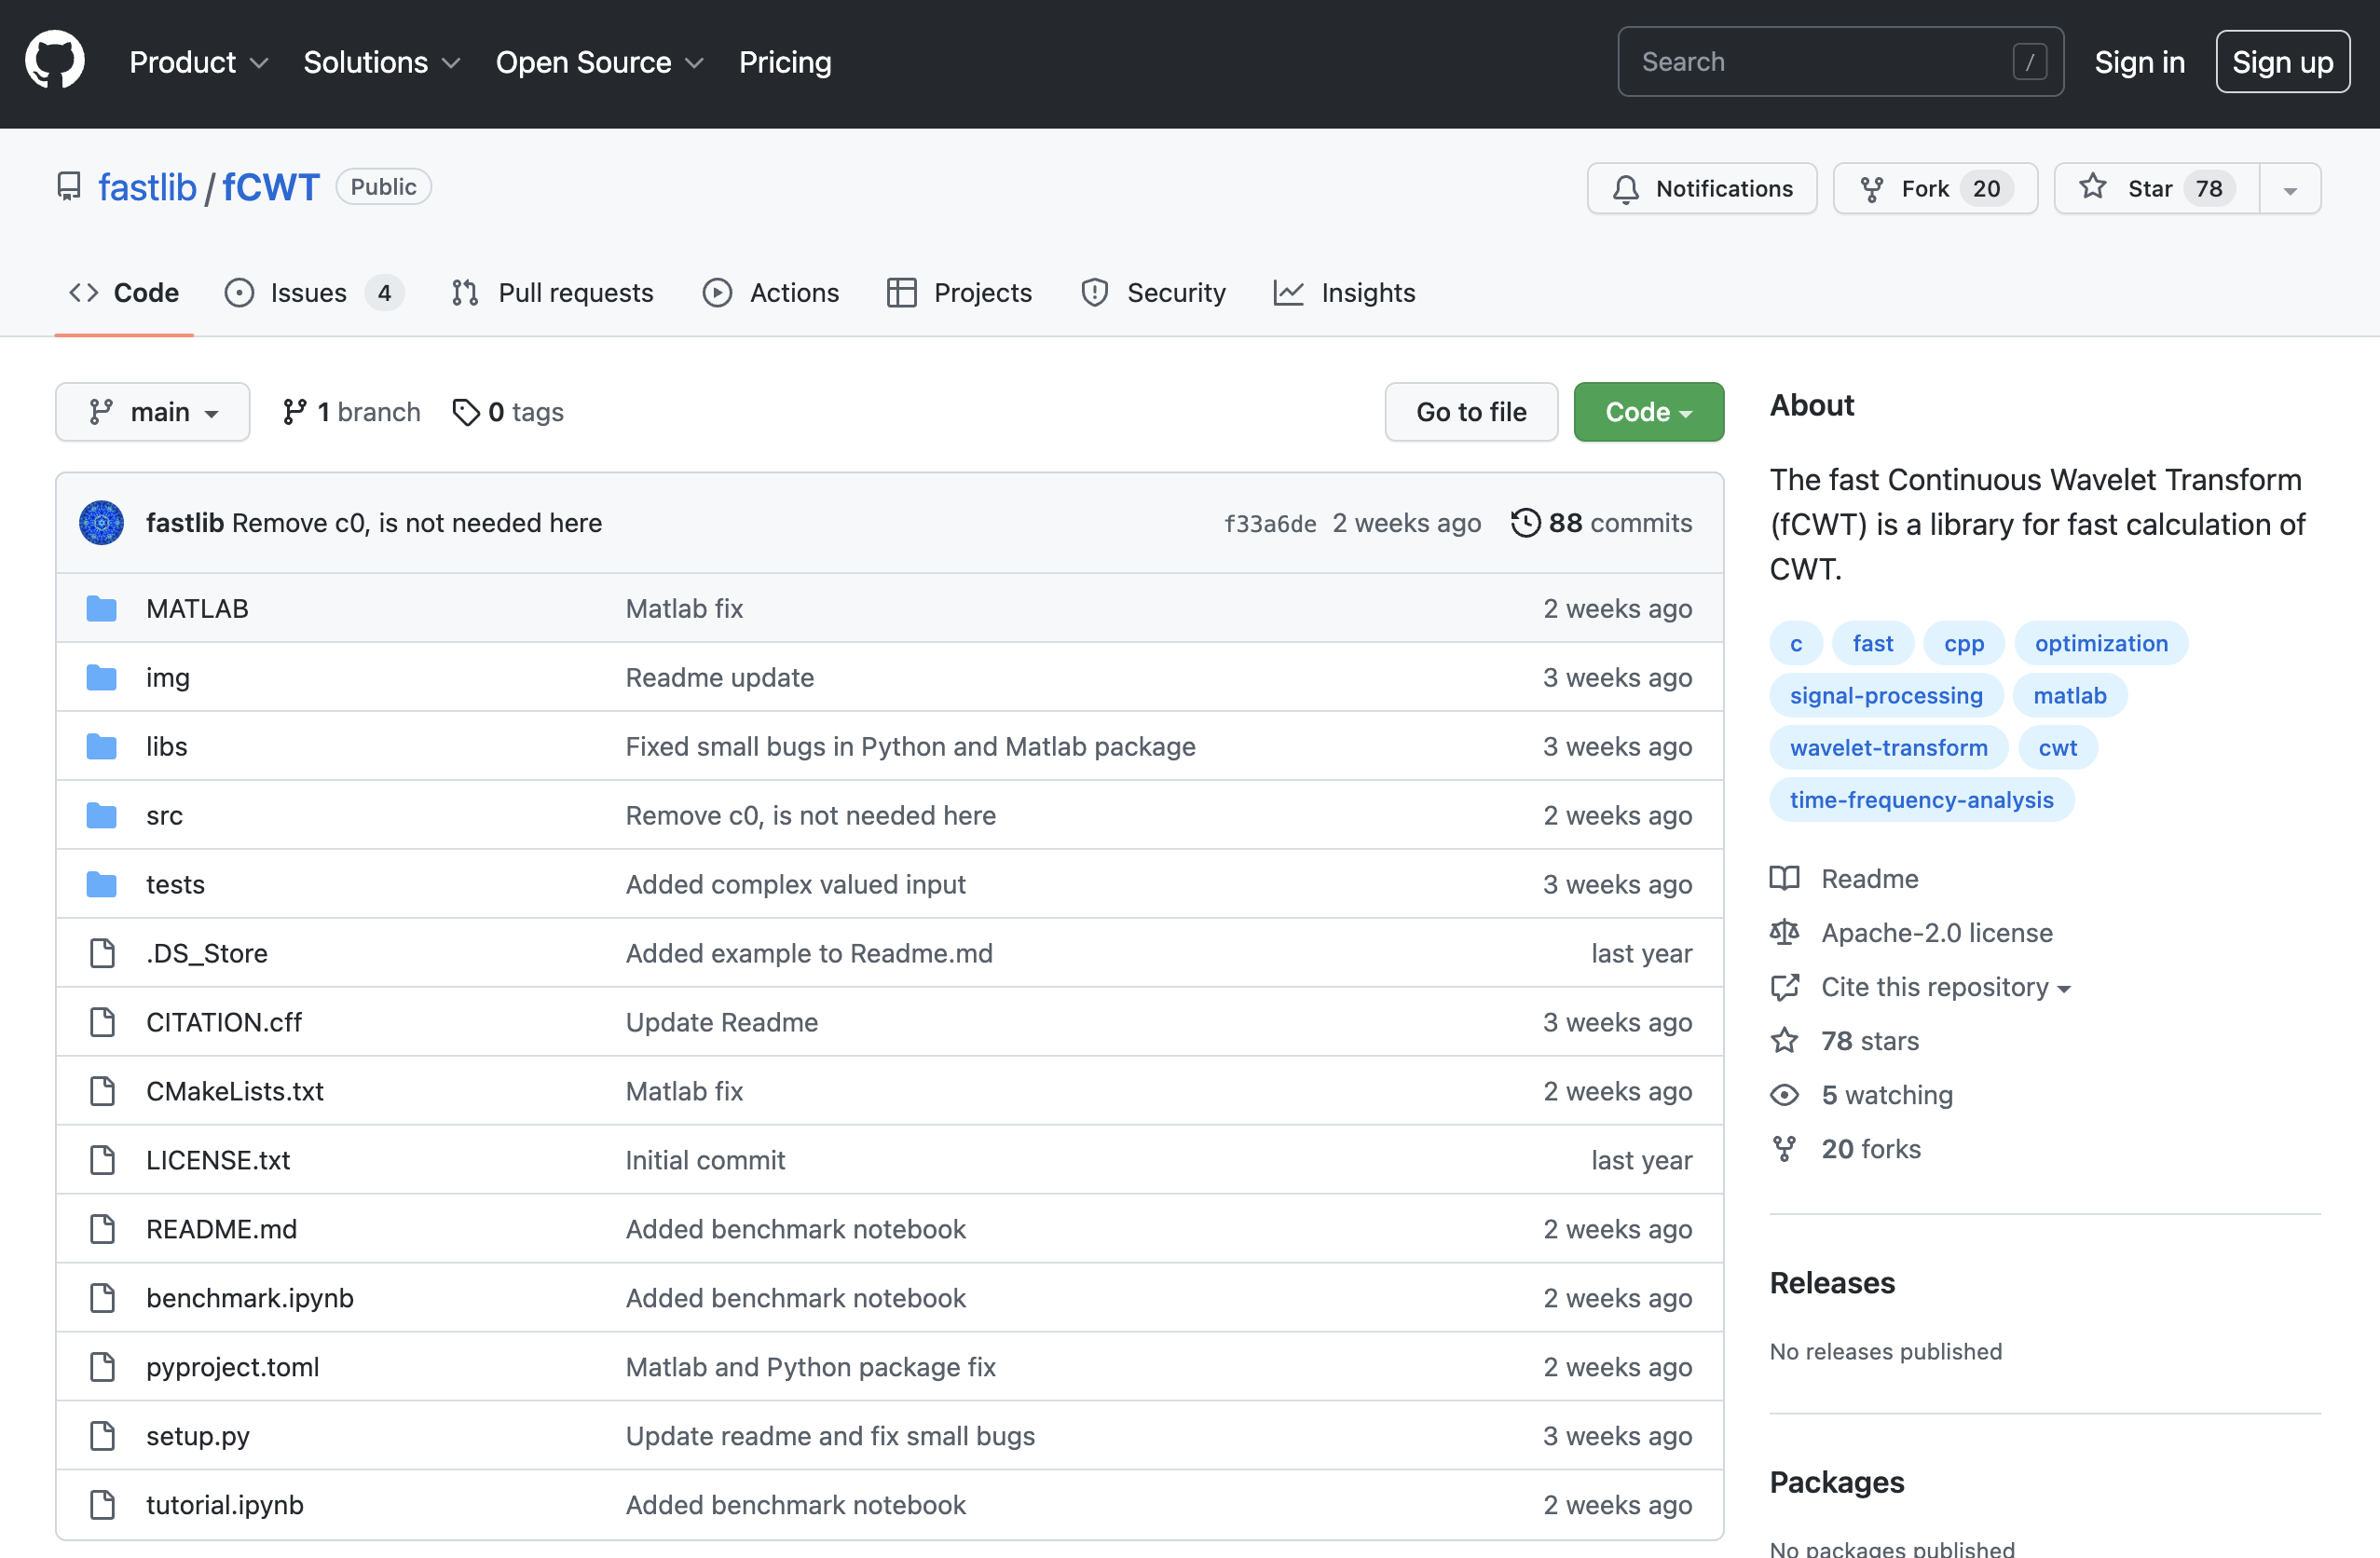 Product Solutions Open Source Pricing Search / Sign in Sign up
fastlib / fCWT Public Notifications Fork 20 Star 78
Code Issues 4 Pull requests Actions Projects Security Insights
main 1 branch 0 tags Go to file Code
fastlib Remove c0, is not needed here f33a6de 2 weeks ago 88 commits
MATLAB Matlab fix 2 weeks ago
img Readme update 3 weeks ago
libs Fixed small bugs in Python and Matlab package 3 weeks ago
src Remove c0, is not needed here 2 weeks ago
tests Added complex valued input 3 weeks ago
.DS_Store Added example to Readme.md last year
CITATION.cff Update Readme 3 weeks ago
CMakeLists.txt Matlab fix 2 weeks ago
LICENSE.txt Initial commit last year
README.md Added benchmark notebook 2 weeks ago
benchmark.ipynb Added benchmark notebook 2 weeks ago
pyproject.toml Matlab and Python package fix 2 weeks ago
setup.py Update readme and fix small bugs 3 weeks ago
tutorial.ipynb Added benchmark notebook 2 weeks ago
About
The fast Continuous Wavelet Transform
(fCWT) is a library for fast calculation of
CWT.
c fast cpp optimization
signal-processing matlab
wavelet-transform cwt
time-frequency-analysis
Readme
Apache-2.0 license
Cite this repository
78 stars
5 watching
20 forks
Releases
No releases published
Packages
No packages published